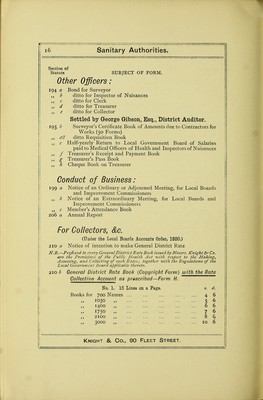 16 Sanitary Authorities.
Section of
Statute SUBJECT OF FORM.
Other Officers:
194 a Bond for Surveyor
„ b ditto for Inspector of Nuisances
„ c ditto for Clerk
„ d ditto for Treasurer
„ e ditto for Collector
Settled by George Gibson, Esq., District Auditor.
195 b Surveyor's Certificate Book of Amounts due to Contractors for
Works (50 Forms)
„ ditto Requisition Book
„ Half-yearly Return to Local Government Board of Salaries
paid to Medical Officers of Health and Inspectors of Nuisances
„ f Treasurer's Receipt and Payment Book
„ g Treasurer's Pass Book
„ Cheque Book on Treasurer
Conduct of Business:
199 a Notice of an Ordinary or Adjourned Meeting, for Local Boards
and Improvement Commissioners
„ b Notice of an Extraordinary Meeting, for Local Boards and
Improvement Commissioners
„ c Member's Attendance Book
206 a Annual Report
For Collectors, &c.
(Under the Local Boards Accounts Order, 1880.)
210 a Notice of intention to make General District Rate
N.B.—Prefixed to every General District Rate Book issued by Messrs. Knight & Co.
are the Provisions of the Public Health Act with respect to the Making,
Assessing, and Collecting of such Rates; together with the Regulations of the
Local Government Board applicable thereto.
210 b General District Rate Book (Copyright Form) with the Rate
Collection Account as prescribed—Form H.
No. 1. 15 Lines in a Page. s. d.
Books for 700 Names ... 4 6
„ 1050 „ ... 5 6
„ 1400 „ ... 6 6
„ 1750 „ ... 7 6
„ 2100 „ ... 8 6
„ 3000 „ ... 10 6
KNIGHT & CO., 90 FLEET STREET.